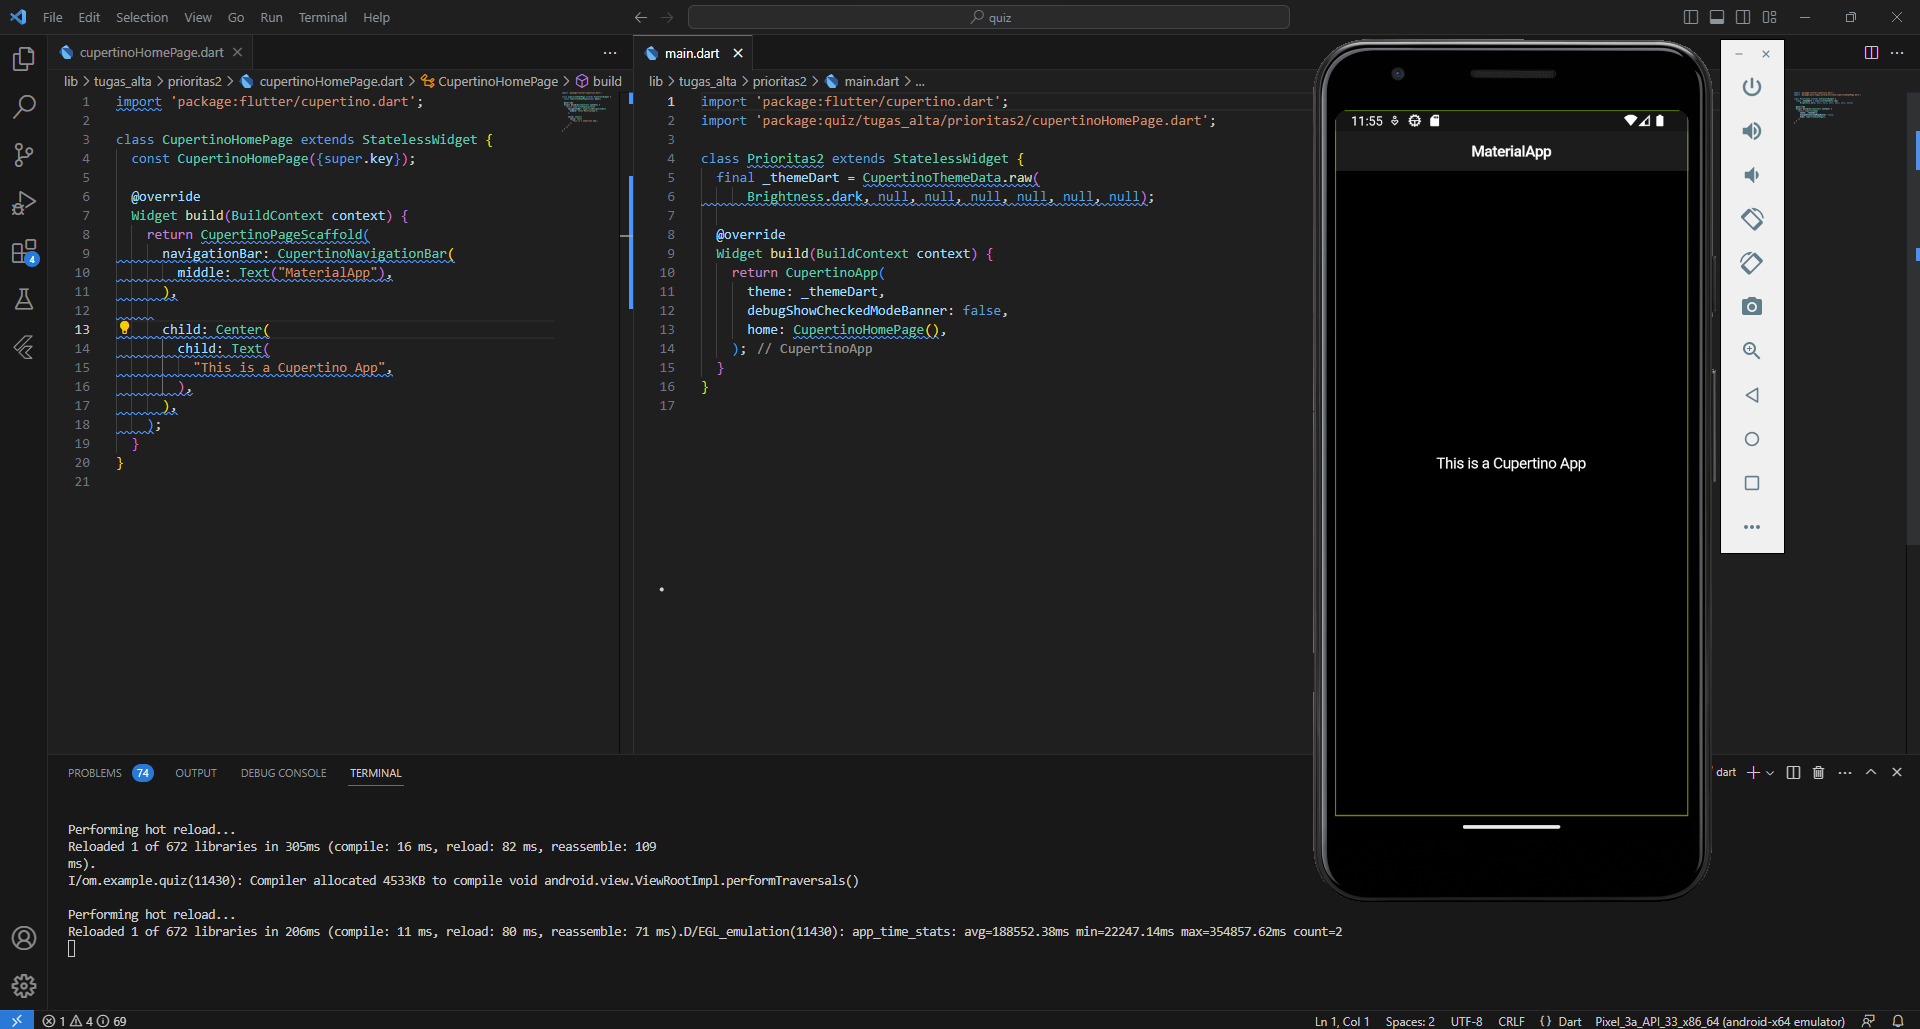 File Edit Selection View Go Run Terminal Help
quiz
cupertinoHomePage.dart
lib > tugas_alta > prioritas2 > cupertinoHomePage.dart > CupertinoHomePage > build
1 import 'package:flutter/cupertino.dart';
2
3 class CupertinoHomePage extends StatelessWidget {
4 const CupertinoHomePage({super.key});
5
6 @override
7 Widget build(BuildContext context) {
8 return CupertinoPageScaffold(
9 navigationBar: CupertinoNavigationBar(
10 middle: Text("MaterialApp"),
11 ),
12
13 child: Center(
14 child: Text(
15 "This is a Cupertino App",
16 ),
17 ),
18 );
19 }
20 }
21
main.dart
lib > tugas_alta > prioritas2 > main.dart > ...
1 import 'package:flutter/cupertino.dart';
2 import 'package:quiz/tugas_alta/prioritas2/cupertinoHomePage.dart';
3
4 class Prioritas2 extends StatelessWidget {
5 final _themeDart = CupertinoThemeData.raw(
6 Brightness.dark, null, null, null, null, null, null);
7
8 @override
9 Widget build(BuildContext context) {
10 return CupertinoApp(
11 theme: _themeDart,
12 debugShowCheckedModeBanner: false,
13 home: CupertinoHomePage(),
14 ); // CupertinoApp
15 }
16 }
17
11:55
MaterialApp
This is a Cupertino App
4
PROBLEMS 74 OUTPUT DEBUG CONSOLE TERMINAL
dart
Performing hot reload...
Reloaded 1 of 672 libraries in 305ms (compile: 16 ms, reload: 82 ms, reassemble: 109
ms).
I/om.example.quiz(11430): Compiler allocated 4533KB to compile void android.view.ViewRootImpl.performTraversals()
Performing hot reload...
Reloaded 1 of 672 libraries in 206ms (compile: 11 ms, reload: 80 ms, reassemble: 71 ms).D/EGL_emulation(11430): app_time_stats: avg=188552.38ms min=22247.14ms max=354857.62ms count=2
1 4 69
Ln 1, Col 1 Spaces: 2 UTF-8 CRLF {} Dart Pixel_3a_API_33_x86_64 (android-x64 emulator)